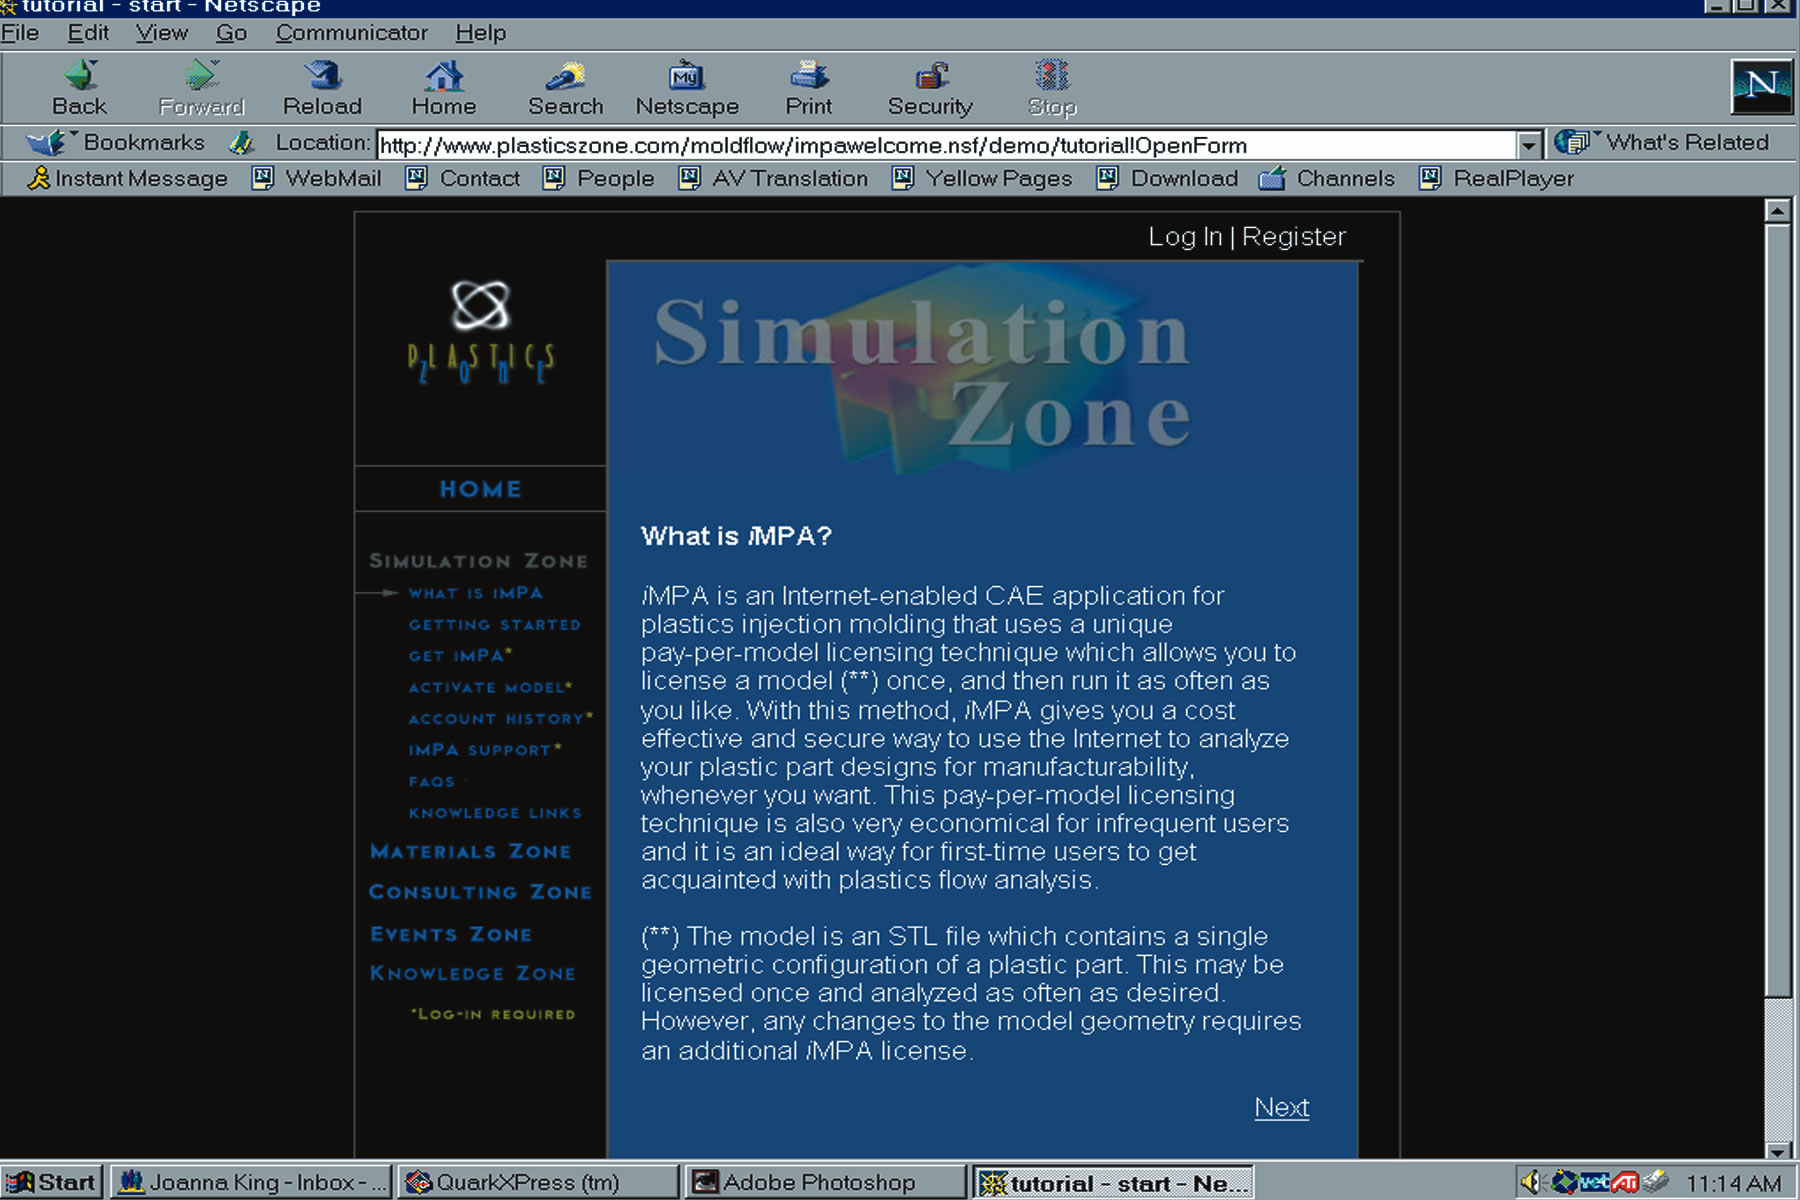 tutorial - start - Netscape
File Edit View Go Communicator Help
Back Forward Reload Home Search Netscape Print Security Stop
My
N
Bookmarks Location: http://www.plasticszone.com/moldflow/impawelcome.nsf/demo/tutorial!OpenForm What's Related
Instant Message WebMail Contact People AV Translation Yellow Pages Download Channels RealPlayer
Log In | Register
PLASTICS
ZONE
Simulation
Zone
HOME
SIMULATION ZONE
WHAT IS IMPA
GETTING STARTED
GET IMPA*
ACTIVATE MODEL*
ACCOUNT HISTORY*
IMPA SUPPORT*
FAQS
KNOWLEDGE LINKS
MATERIALS ZONE
CONSULTING ZONE
EVENTS ZONE
KNOWLEDGE ZONE
*LOG-IN REQUIRED
What is iMPA?
iMPA is an Internet-enabled CAE application for
plastics injection molding that uses a unique
pay-per-model licensing technique which allows you to
license a model (**) once, and then run it as often as
you like. With this method, iMPA gives you a cost
effective and secure way to use the Internet to analyze
your plastic part designs for manufacturability,
whenever you want. This pay-per-model licensing
technique is also very economical for infrequent users
and it is an ideal way for first-time users to get
acquainted with plastics flow analysis.
(**) The model is an STL file which contains a single
geometric configuration of a plastic part. This may be
licensed once and analyzed as often as desired.
However, any changes to the model geometry requires
an additional iMPA license.
Next
Start Joanna King - Inbox - ... QuarkXPress (tm) Adobe Photoshop tutorial - start - Ne... vet ATI 11:14 AM